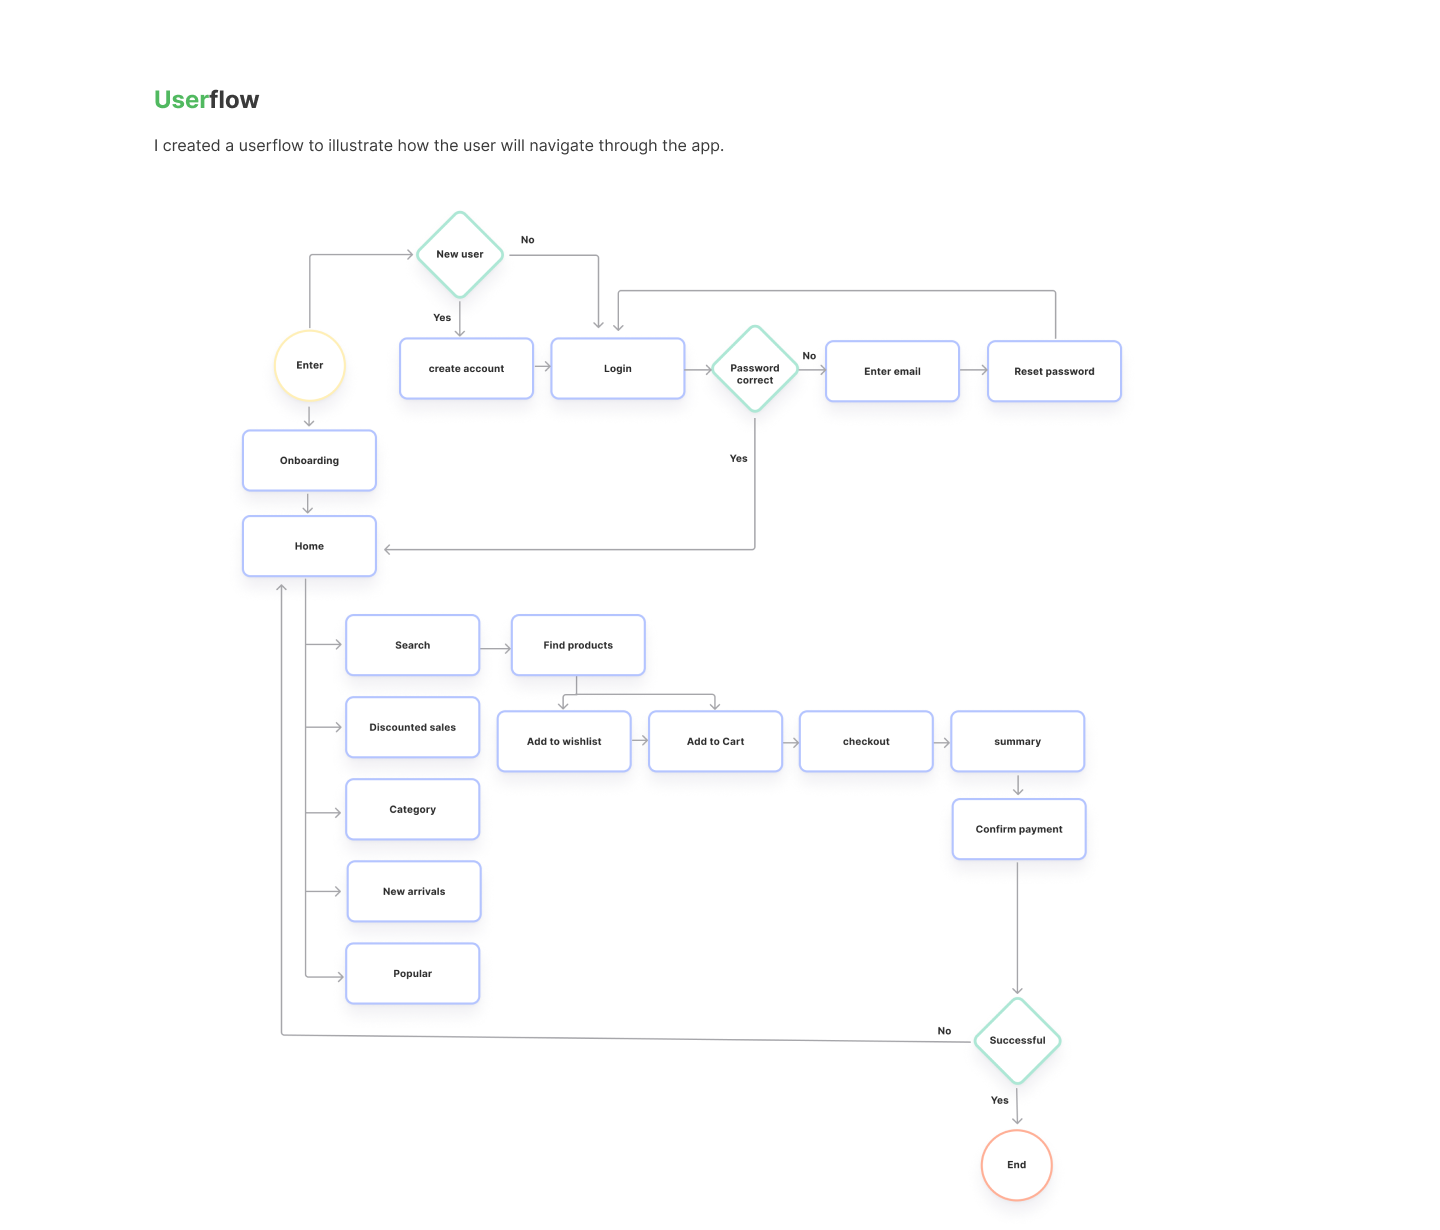 Userflow
I created a userflow to illustrate how the user will navigate through the app.
New user
No
Yes
Enter
create account
Login
Password
correct
No
Enter email
Reset password
Onboarding
Yes
Home
Search
Find products
Discounted sales
Add to wishlist
Add to Cart
checkout
summary
Category
Confirm payment
New arrivals
Popular
No
Successful
Yes
End